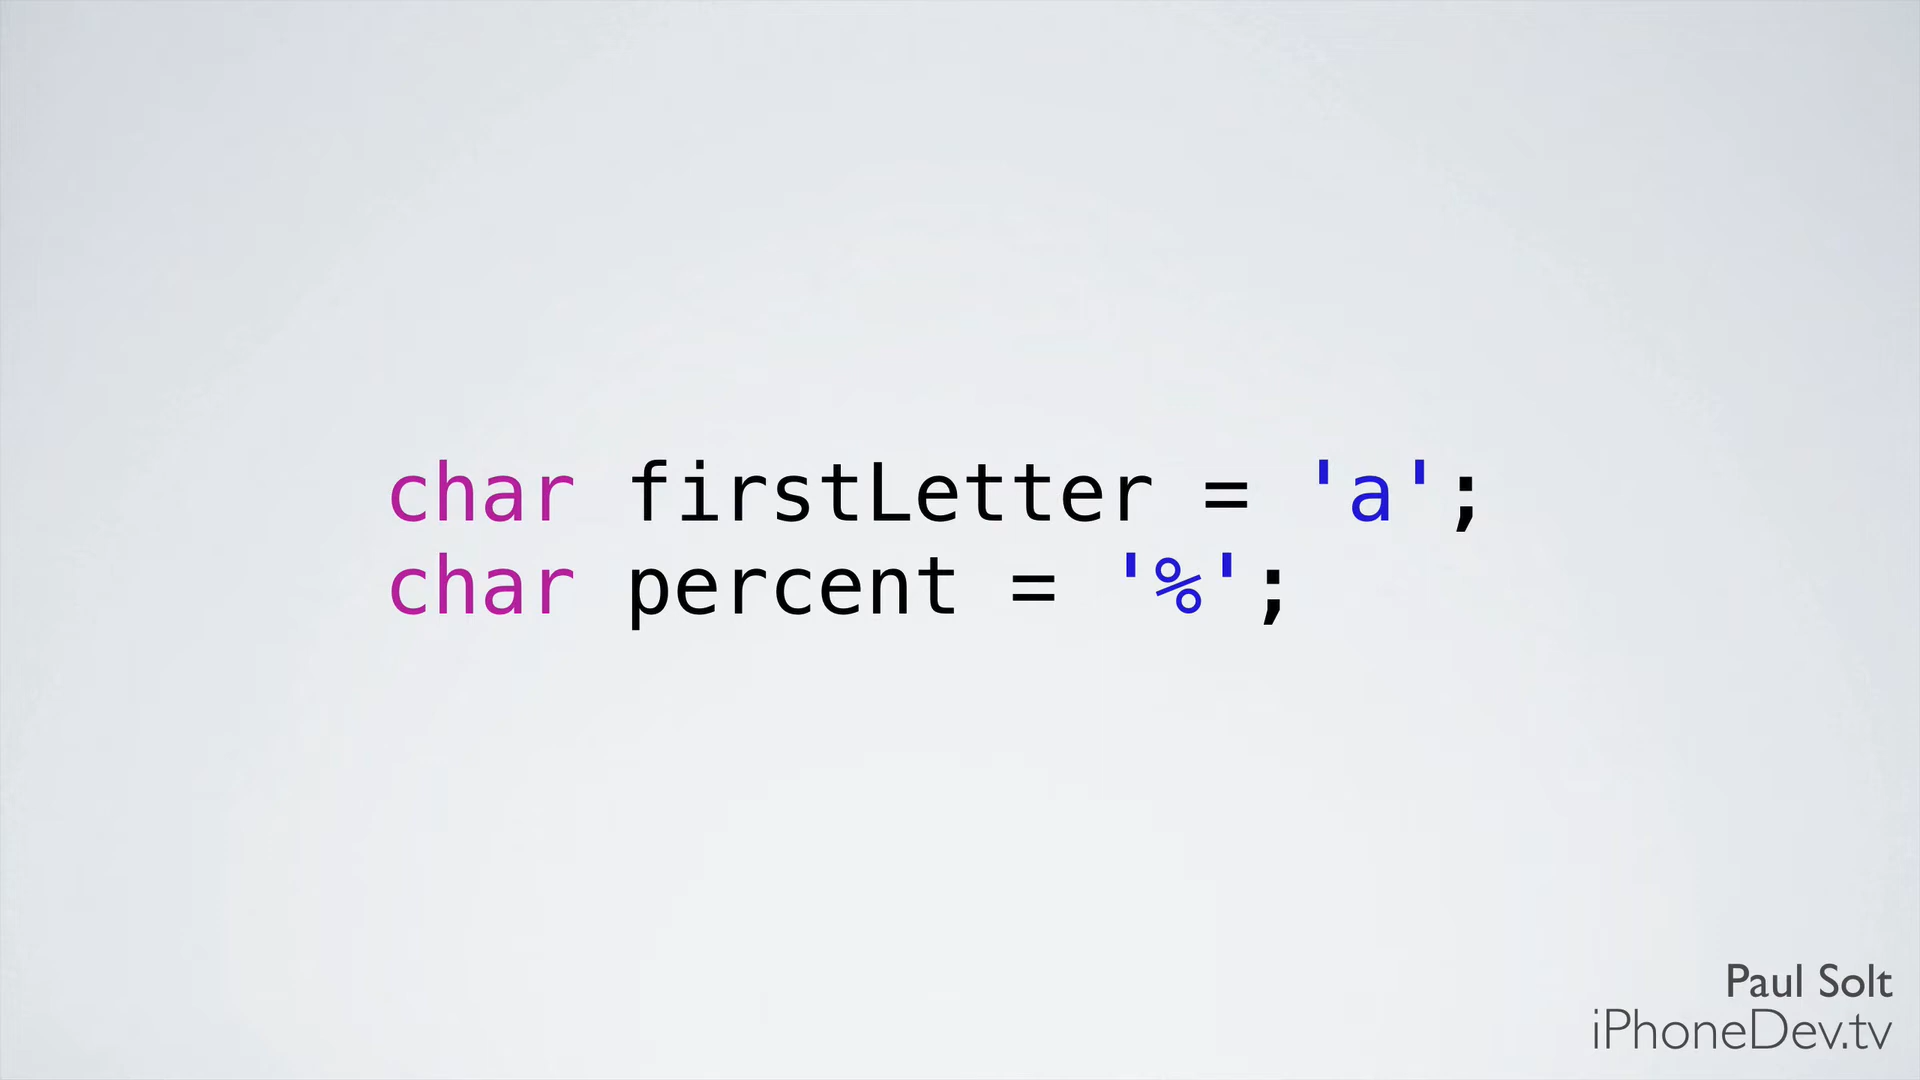 char firstLetter = 'a';
char percent = '%';
Paul Solt
iPhoneDev.tv